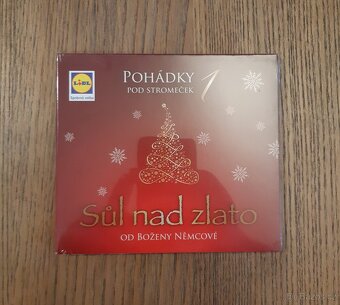 POHÁDKY 1
POD STROMEČEK
LIDL
Sůl nad zlato
OD BOŽENY NĚMCOVÉ